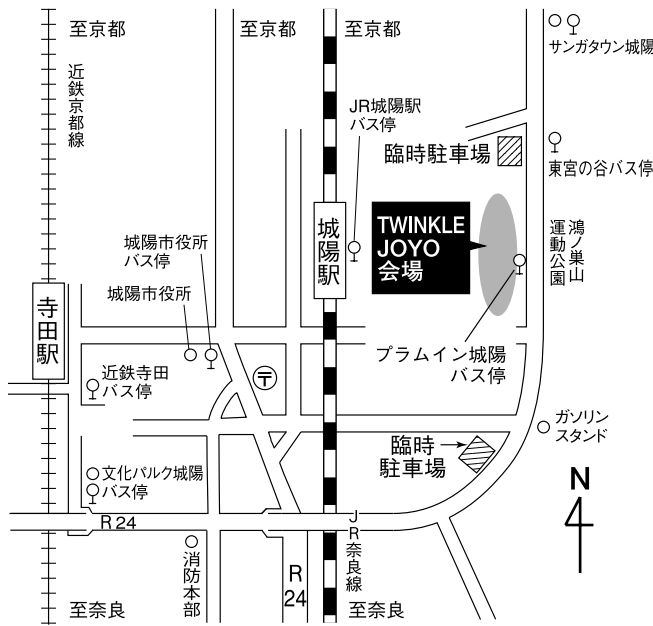 至京都
至京都
至京都
サンガタウン城陽
近鉄京都線
JR城陽駅
バス停
臨時駐車場
東宮の谷バス停
城陽駅
TWINKLE
JOYO
会場
鴻ノ巣山
運動公園
城陽市役所
バス停
城陽市役所
寺田駅
プラムイン城陽
バス停
近鉄寺田
バス停
〒
ガソリン
スタンド
臨時
駐車場
文化パルク城陽
バス停
N
R 24
JR奈良線
消防本部
R
24
至奈良
至奈良